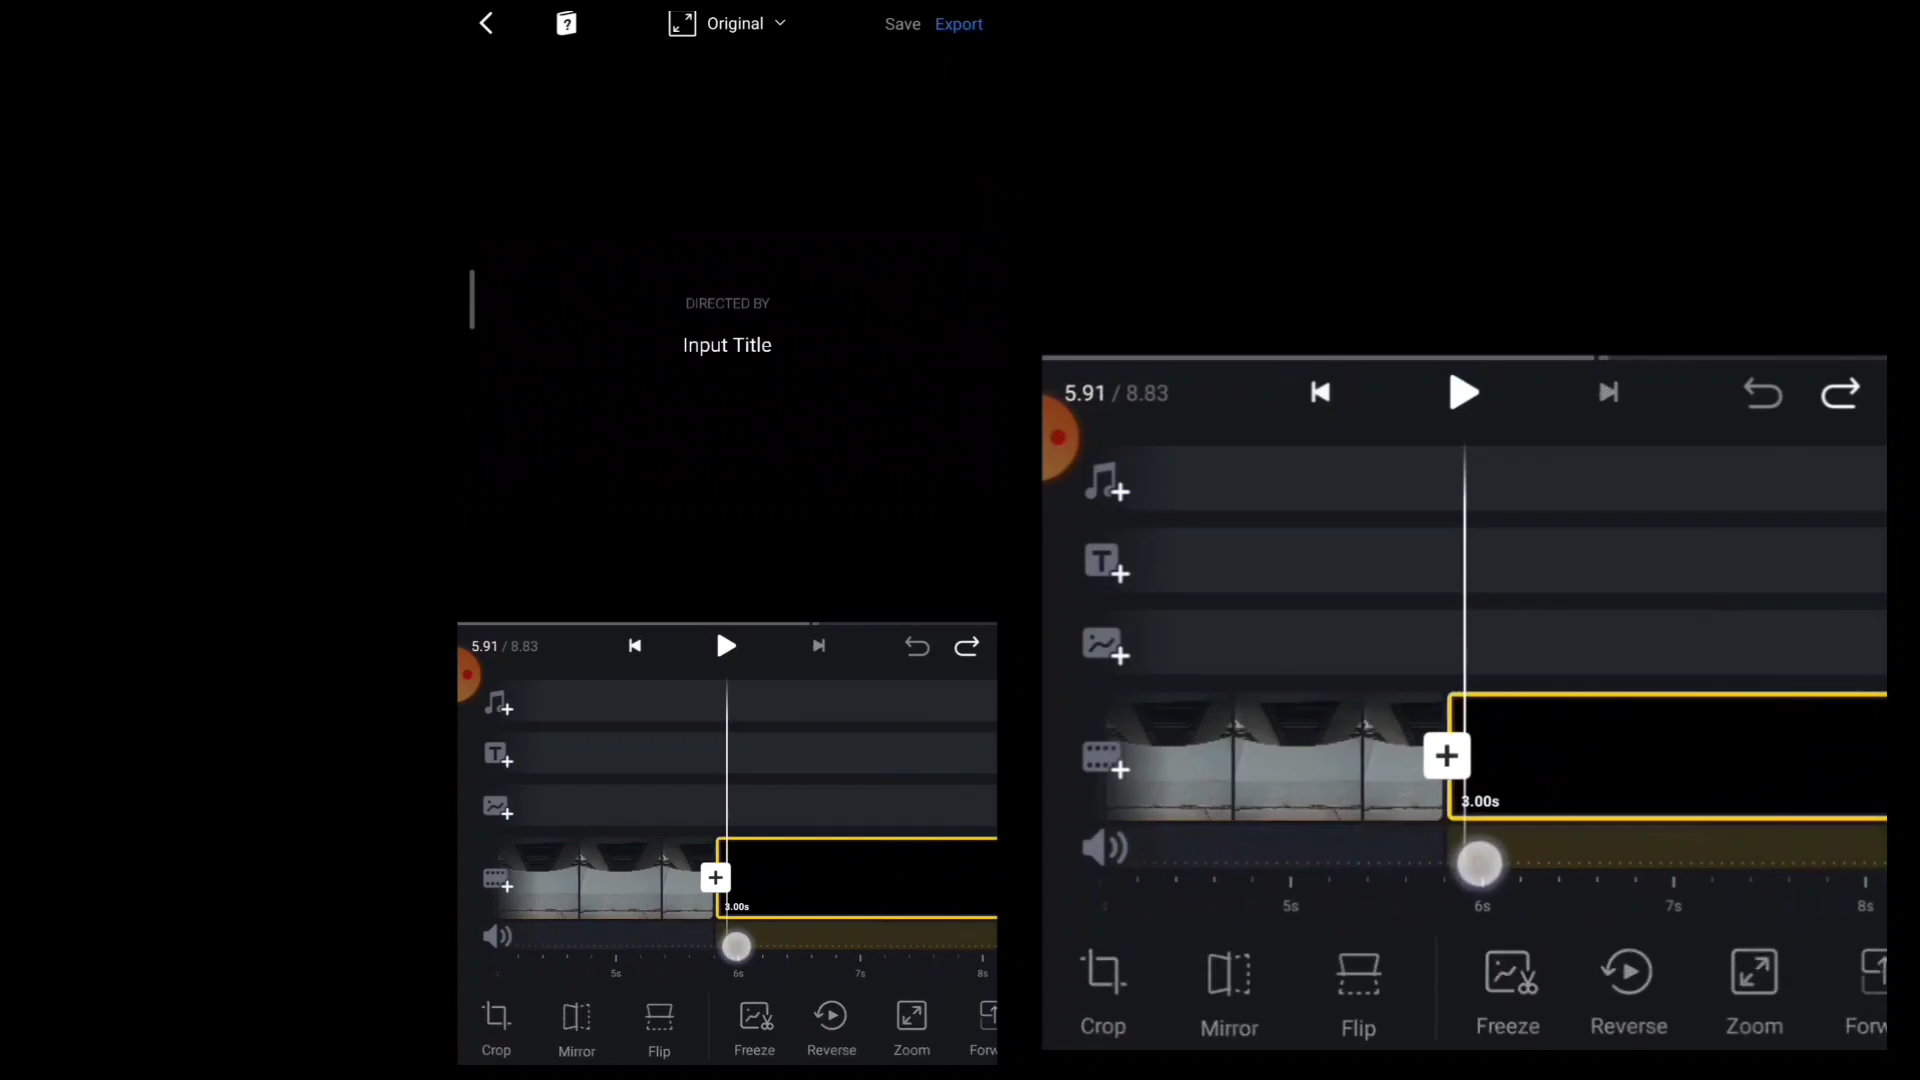 Original
Save Export
DIRECTED BY
Input Title
5.91 / 8.83
3.00s
5s 6s 7s 8s
Crop Mirror Flip Freeze Reverse Zoom Forw
5.91 / 8.83
3.00s
5s 6s 7s 8s
Crop Mirror Flip Freeze Reverse Zoom Forw